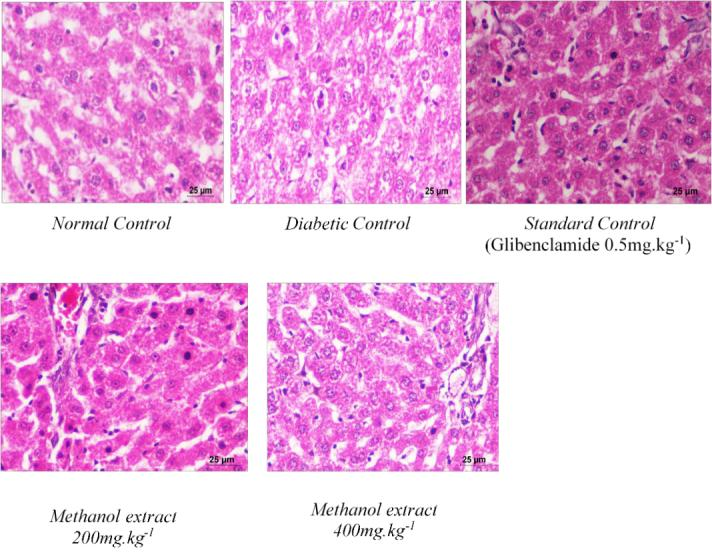 25 µm
25 µm
25 µm
Normal Control
Diabetic Control
Standard Control
(Glibenclamide 0.5mg.kg⁻¹)
25 µm
25 µm
Methanol extract
200mg.kg⁻¹
Methanol extract
400mg.kg⁻¹